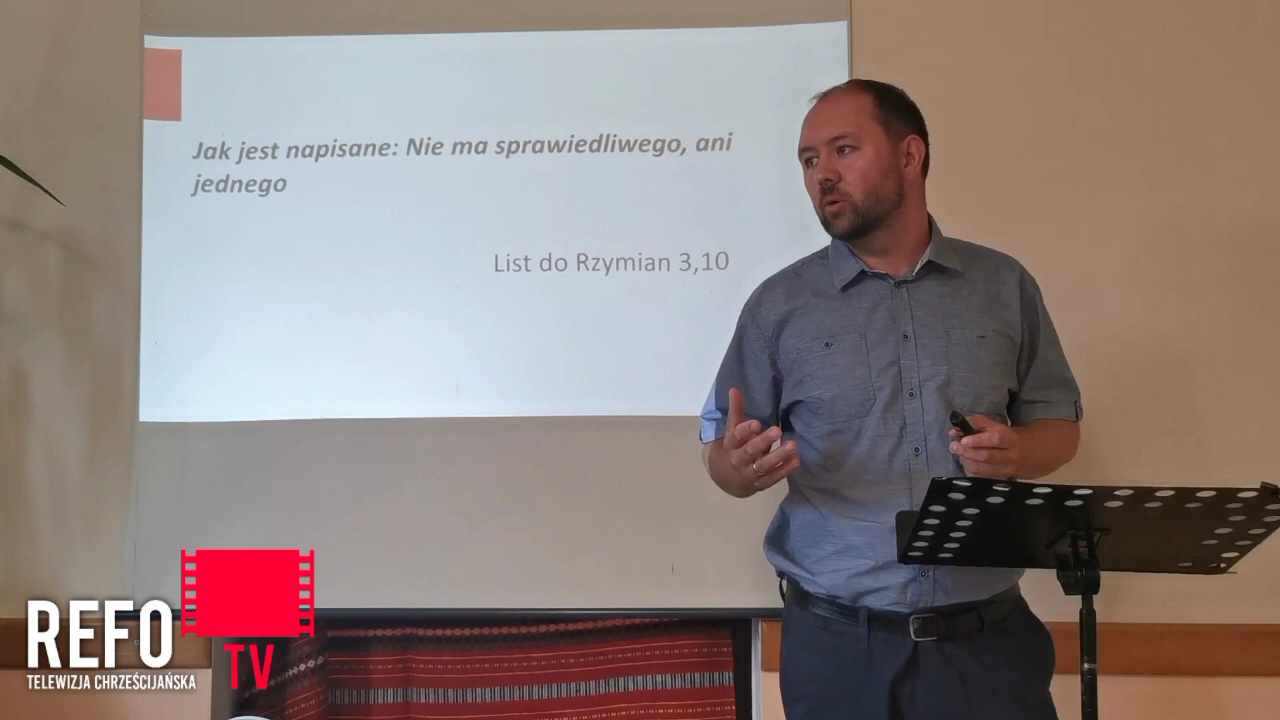 Jak jest napisane: Nie ma sprawiedliwego, ani
jednego
List do Rzymian 3,10
REFO
TV
TELEWIZJA CHRZEŚCIJAŃSKA